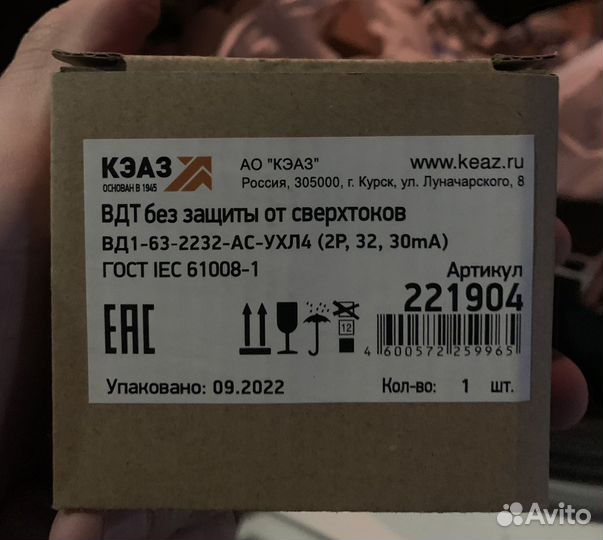 КЭАЗ
ОСНОВАН В 1945
АО "КЭАЗ"
www.keaz.ru
Россия, 305000, г. Курск, ул. Луначарского, 8
ВДТ без защиты от сверхтоков
ВД1-63-2232-АС-УХЛ4 (2Р, 32, 30mA)
ГОСТ IEC 61008-1
Артикул
221904
EAC
12
4 600572 259965
Упаковано: 09.2022
Кол-во: 1 шт.
Avito